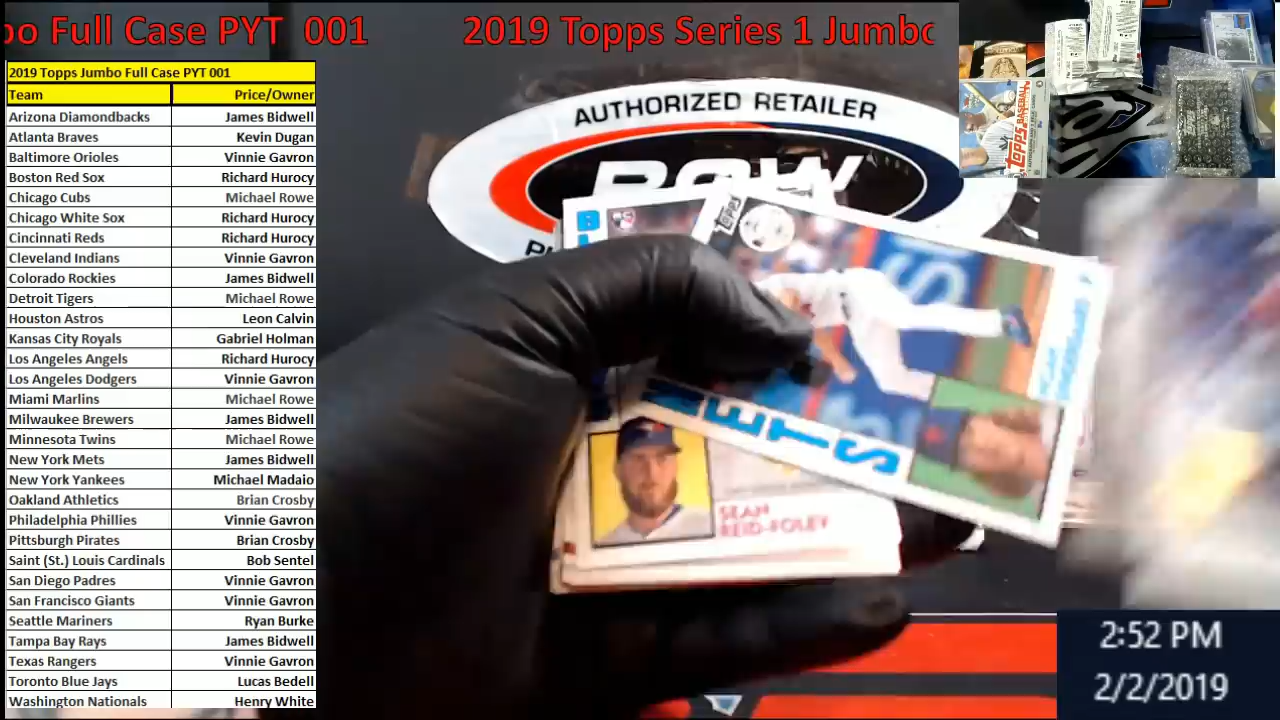 oo Full Case PYT 001 2019 Topps Series 1 Jumbo
2019 Topps Jumbo Full Case PYT 001
Team Price/Owner
Arizona Diamondbacks James Bidwell
Atlanta Braves Kevin Dugan
Baltimore Orioles Vinnie Gavron
Boston Red Sox Richard Hurocy
Chicago Cubs Michael Rowe
Chicago White Sox Richard Hurocy
Cincinnati Reds Richard Hurocy
Cleveland Indians Vinnie Gavron
Colorado Rockies James Bidwell
Detroit Tigers Michael Rowe
Houston Astros Leon Calvin
Kansas City Royals Gabriel Holman
Los Angeles Angels Richard Hurocy
Los Angeles Dodgers Vinnie Gavron
Miami Marlins Michael Rowe
Milwaukee Brewers James Bidwell
Minnesota Twins Michael Rowe
New York Mets James Bidwell
New York Yankees Michael Madaio
Oakland Athletics Brian Crosby
Philadelphia Phillies Vinnie Gavron
Pittsburgh Pirates Brian Crosby
Saint (St.) Louis Cardinals Bob Sentel
San Diego Padres Vinnie Gavron
San Francisco Giants Vinnie Gavron
Seattle Mariners Ryan Burke
Tampa Bay Rays James Bidwell
Texas Rangers Vinnie Gavron
Toronto Blue Jays Lucas Bedell
Washington Nationals Henry White
AUTHORIZED RETAILER
TOPPS
METS
SEAN
REID-FOLEY
TOPPS BASEBALL
2:52 PM
2/2/2019